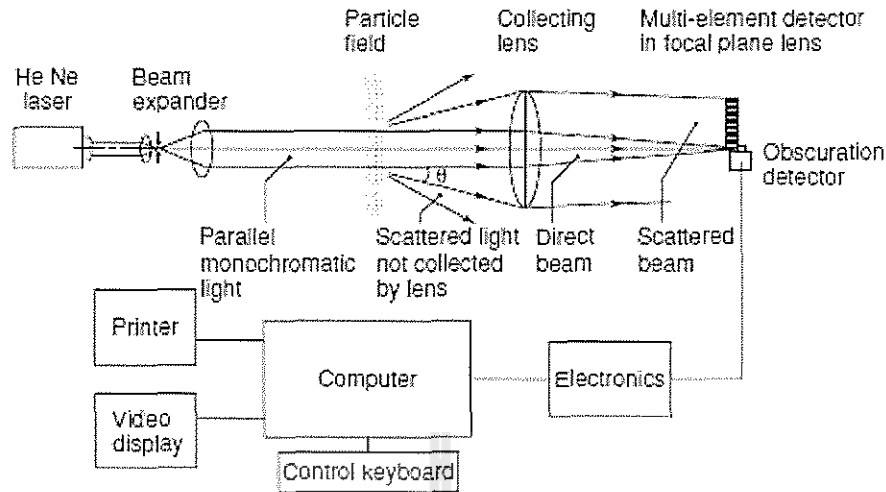 Particle
field
Collecting
lens
Multi-element detector
in focal plane lens
He Ne
laser
Beam
expander
θ
Obscuration
detector
Parallel
monochromatic
light
Scattered light
not collected
by lens
Direct
beam
Scattered
beam
Printer
Computer
Electronics
Video
display
Control keyboard